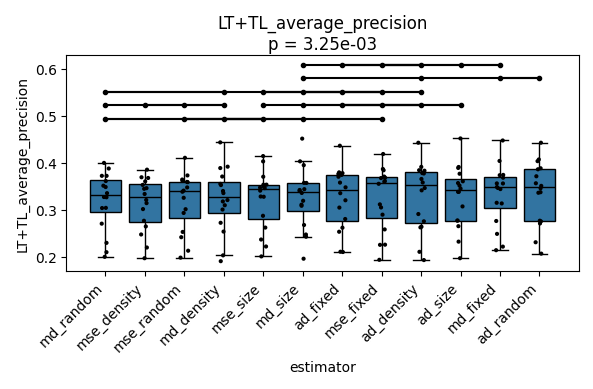 LT+TL_average_precision
p = 3.25e-03
LT+TL_average_precision
0.6
0.5
0.4
0.3
0.2
md_random
mse_density
mse_random
md_density
mse_size
md_size
ad_fixed
mse_fixed
ad_density
ad_size
md_fixed
ad_random
estimator